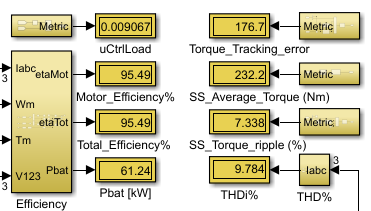 Metric 0.009067 176.7 Metric
uCtrlLoad Torque_Tracking_error
Iabc etaMot 95.49 232.2 Metric
3
Motor_Efficiency% SS_Average_Torque (Nm)
Wm
etaTot 95.49 7.338 Metric
Tm Total_Efficiency% SS_Torque_ripple (%)
3
Pbat 61.24 9.784 Iabc
V123
3
Efficiency Pbat [kW] THDi% THD%